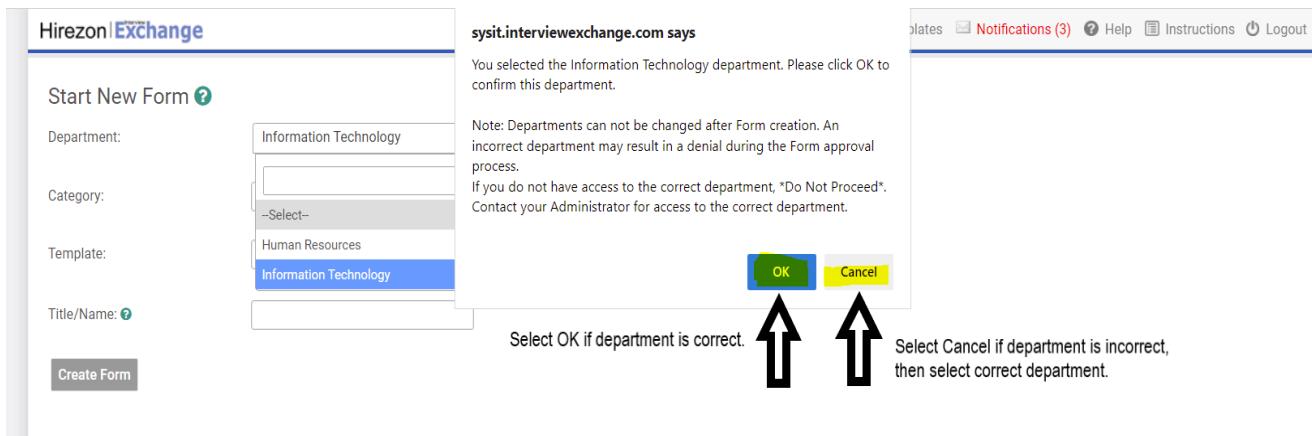 Hirezon Interview Exchange
sysit.interviewexchange.com says
plates Notifications (3) Help Instructions Logout
You selected the Information Technology department. Please click OK to
confirm this department.
Note: Departments can not be changed after Form creation. An
incorrect department may result in a denial during the Form approval
process.
If you do not have access to the correct department, *Do Not Proceed*.
Contact your Administrator for access to the correct department.
OK
Cancel
Start New Form ?
Department:
Information Technology
Category:
--Select--
Human Resources
Information Technology
Template:
Title/Name: ?
Create Form
Select OK if department is correct.
Select Cancel if department is incorrect,
then select correct department.